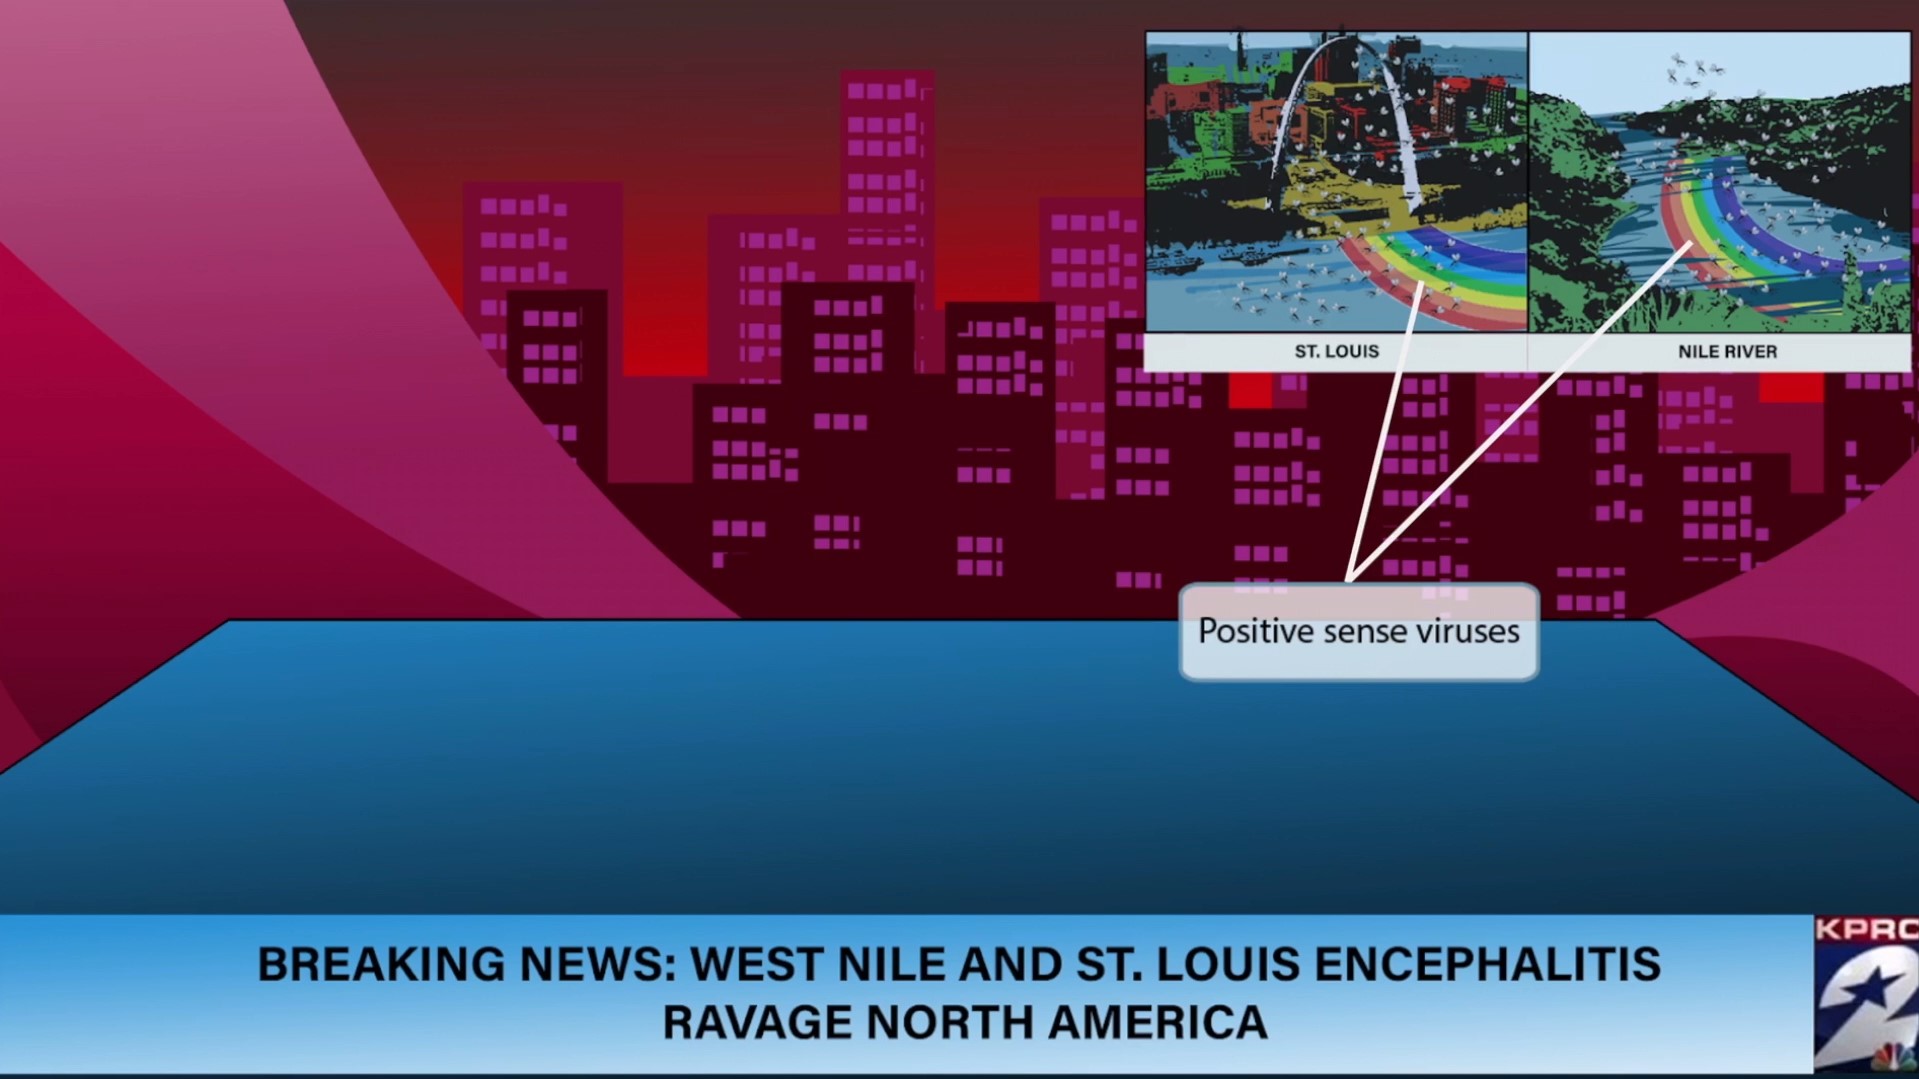 ST. LOUIS
NILE RIVER
Positive sense viruses
BREAKING NEWS: WEST NILE AND ST. LOUIS ENCEPHALITIS
RAVAGE NORTH AMERICA
KPRC
2